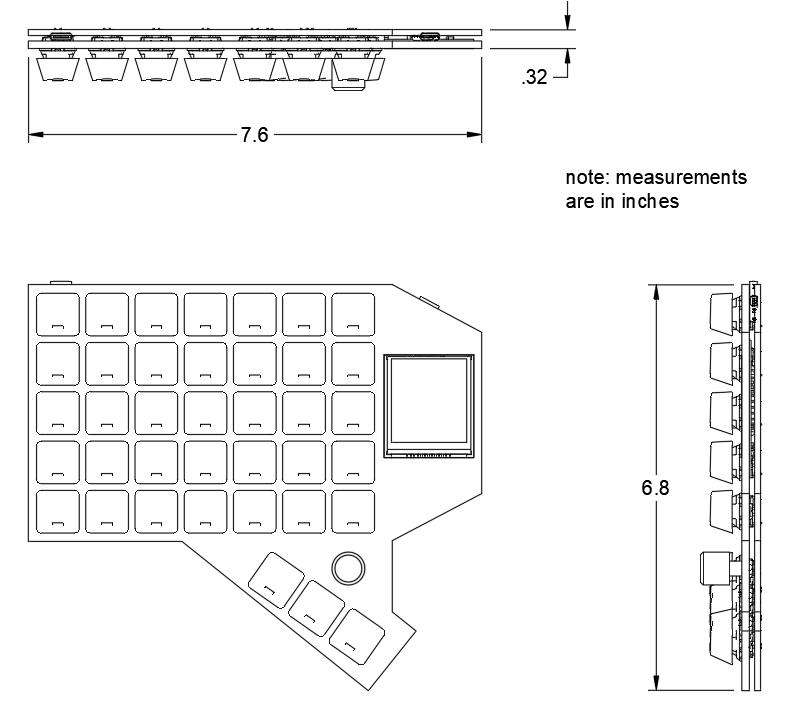 .32
7.6
note: measurements
are in inches
6.8